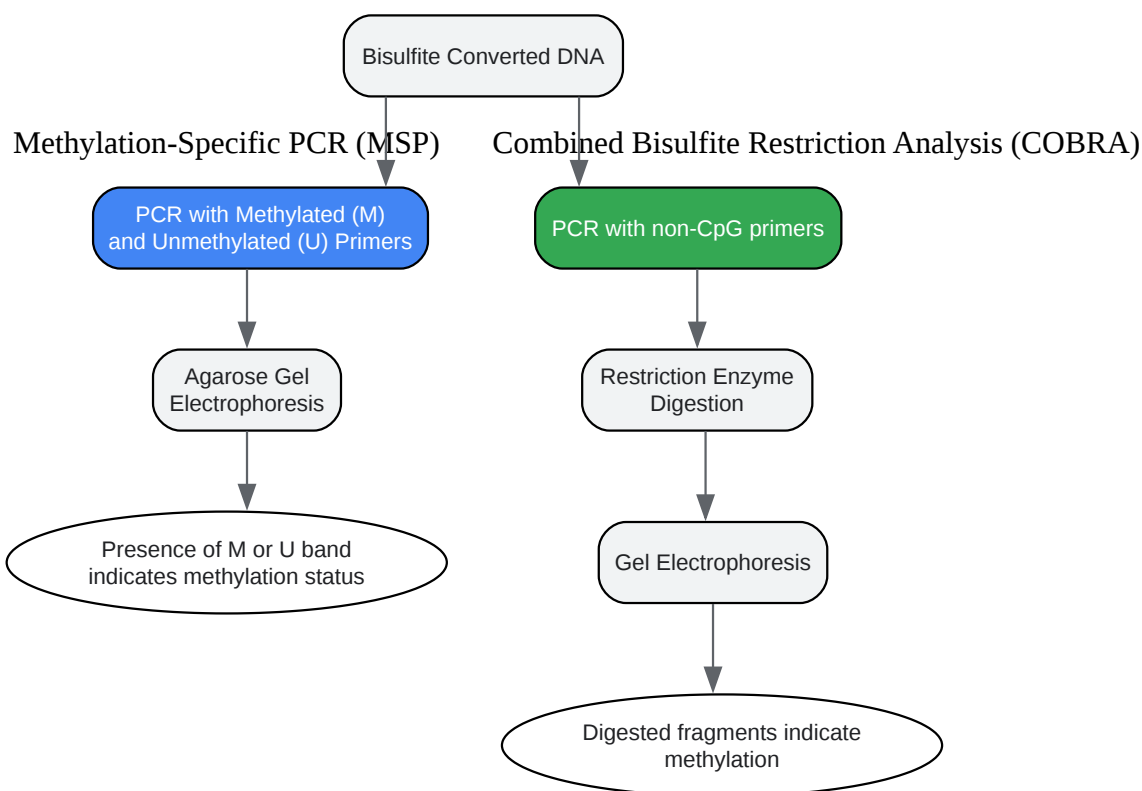 Bisulfite Converted DNA
Methylation-Specific PCR (MSP)
Combined Bisulfite Restriction Analysis (COBRA)
PCR with Methylated (M)
and Unmethylated (U) Primers
PCR with non-CpG primers
Agarose Gel
Electrophoresis
Restriction Enzyme
Digestion
Presence of M or U band
indicates methylation status
Gel Electrophoresis
Digested fragments indicate
methylation